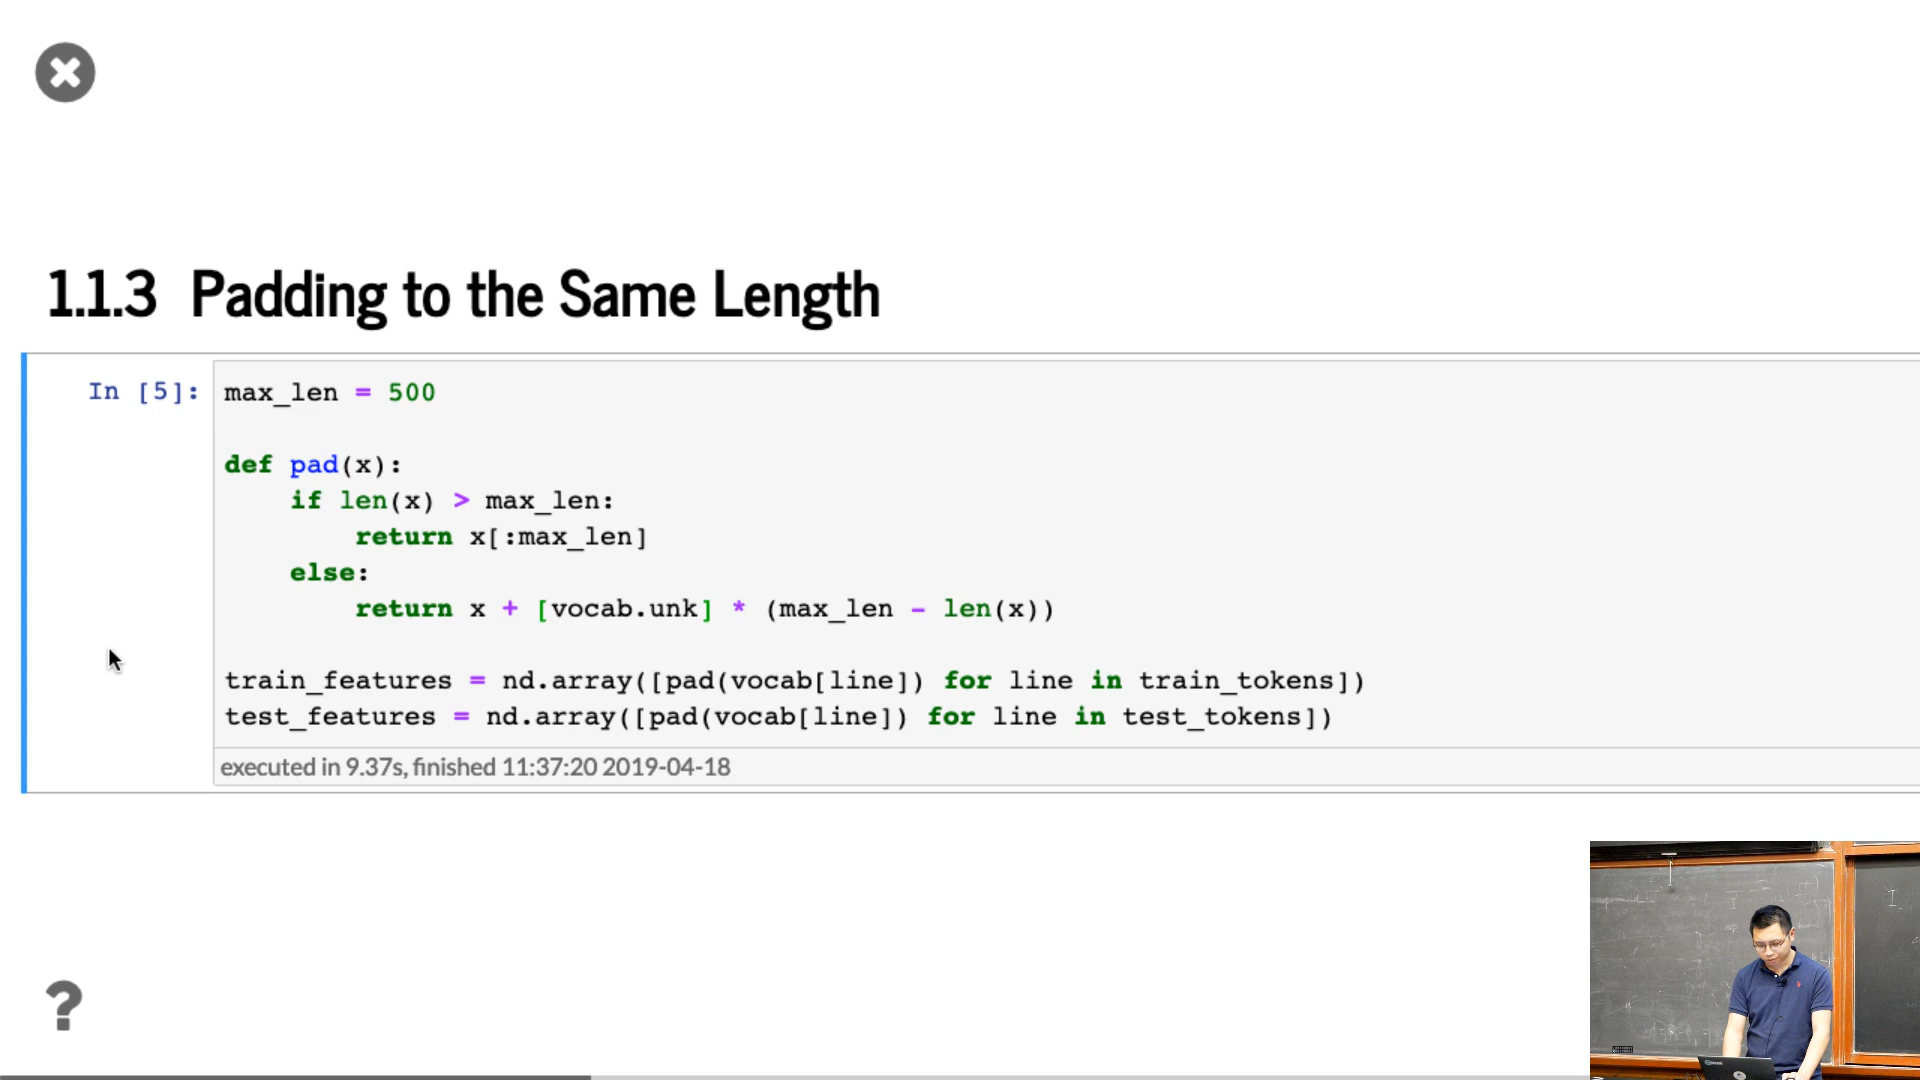 1.1.3 Padding to the Same Length
In [5]:
max_len = 500
def pad(x):
    if len(x) > max_len:
        return x[:max_len]
    else:
        return x + [vocab.unk] * (max_len - len(x))
train_features = nd.array([pad(vocab[line]) for line in train_tokens])
test_features = nd.array([pad(vocab[line]) for line in test_tokens])
executed in 9.37s, finished 11:37:20 2019-04-18
?